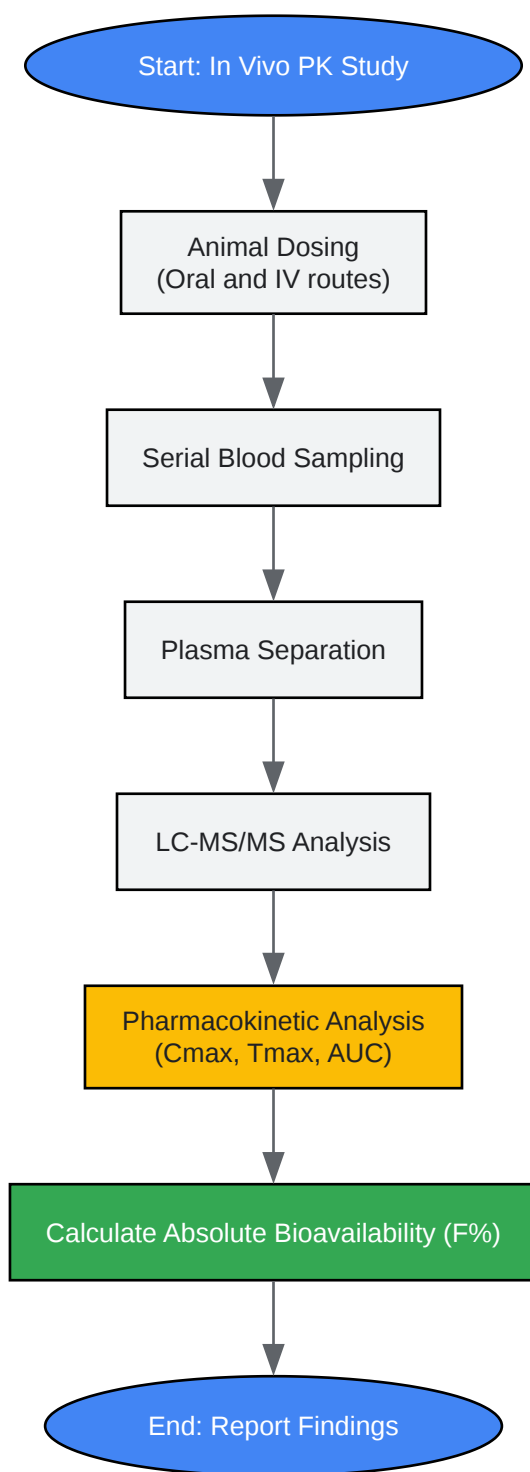 Start: In Vivo PK Study
Animal Dosing
(Oral and IV routes)
Serial Blood Sampling
Plasma Separation
LC-MS/MS Analysis
Pharmacokinetic Analysis
(Cmax, Tmax, AUC)
Calculate Absolute Bioavailability (F%)
End: Report Findings